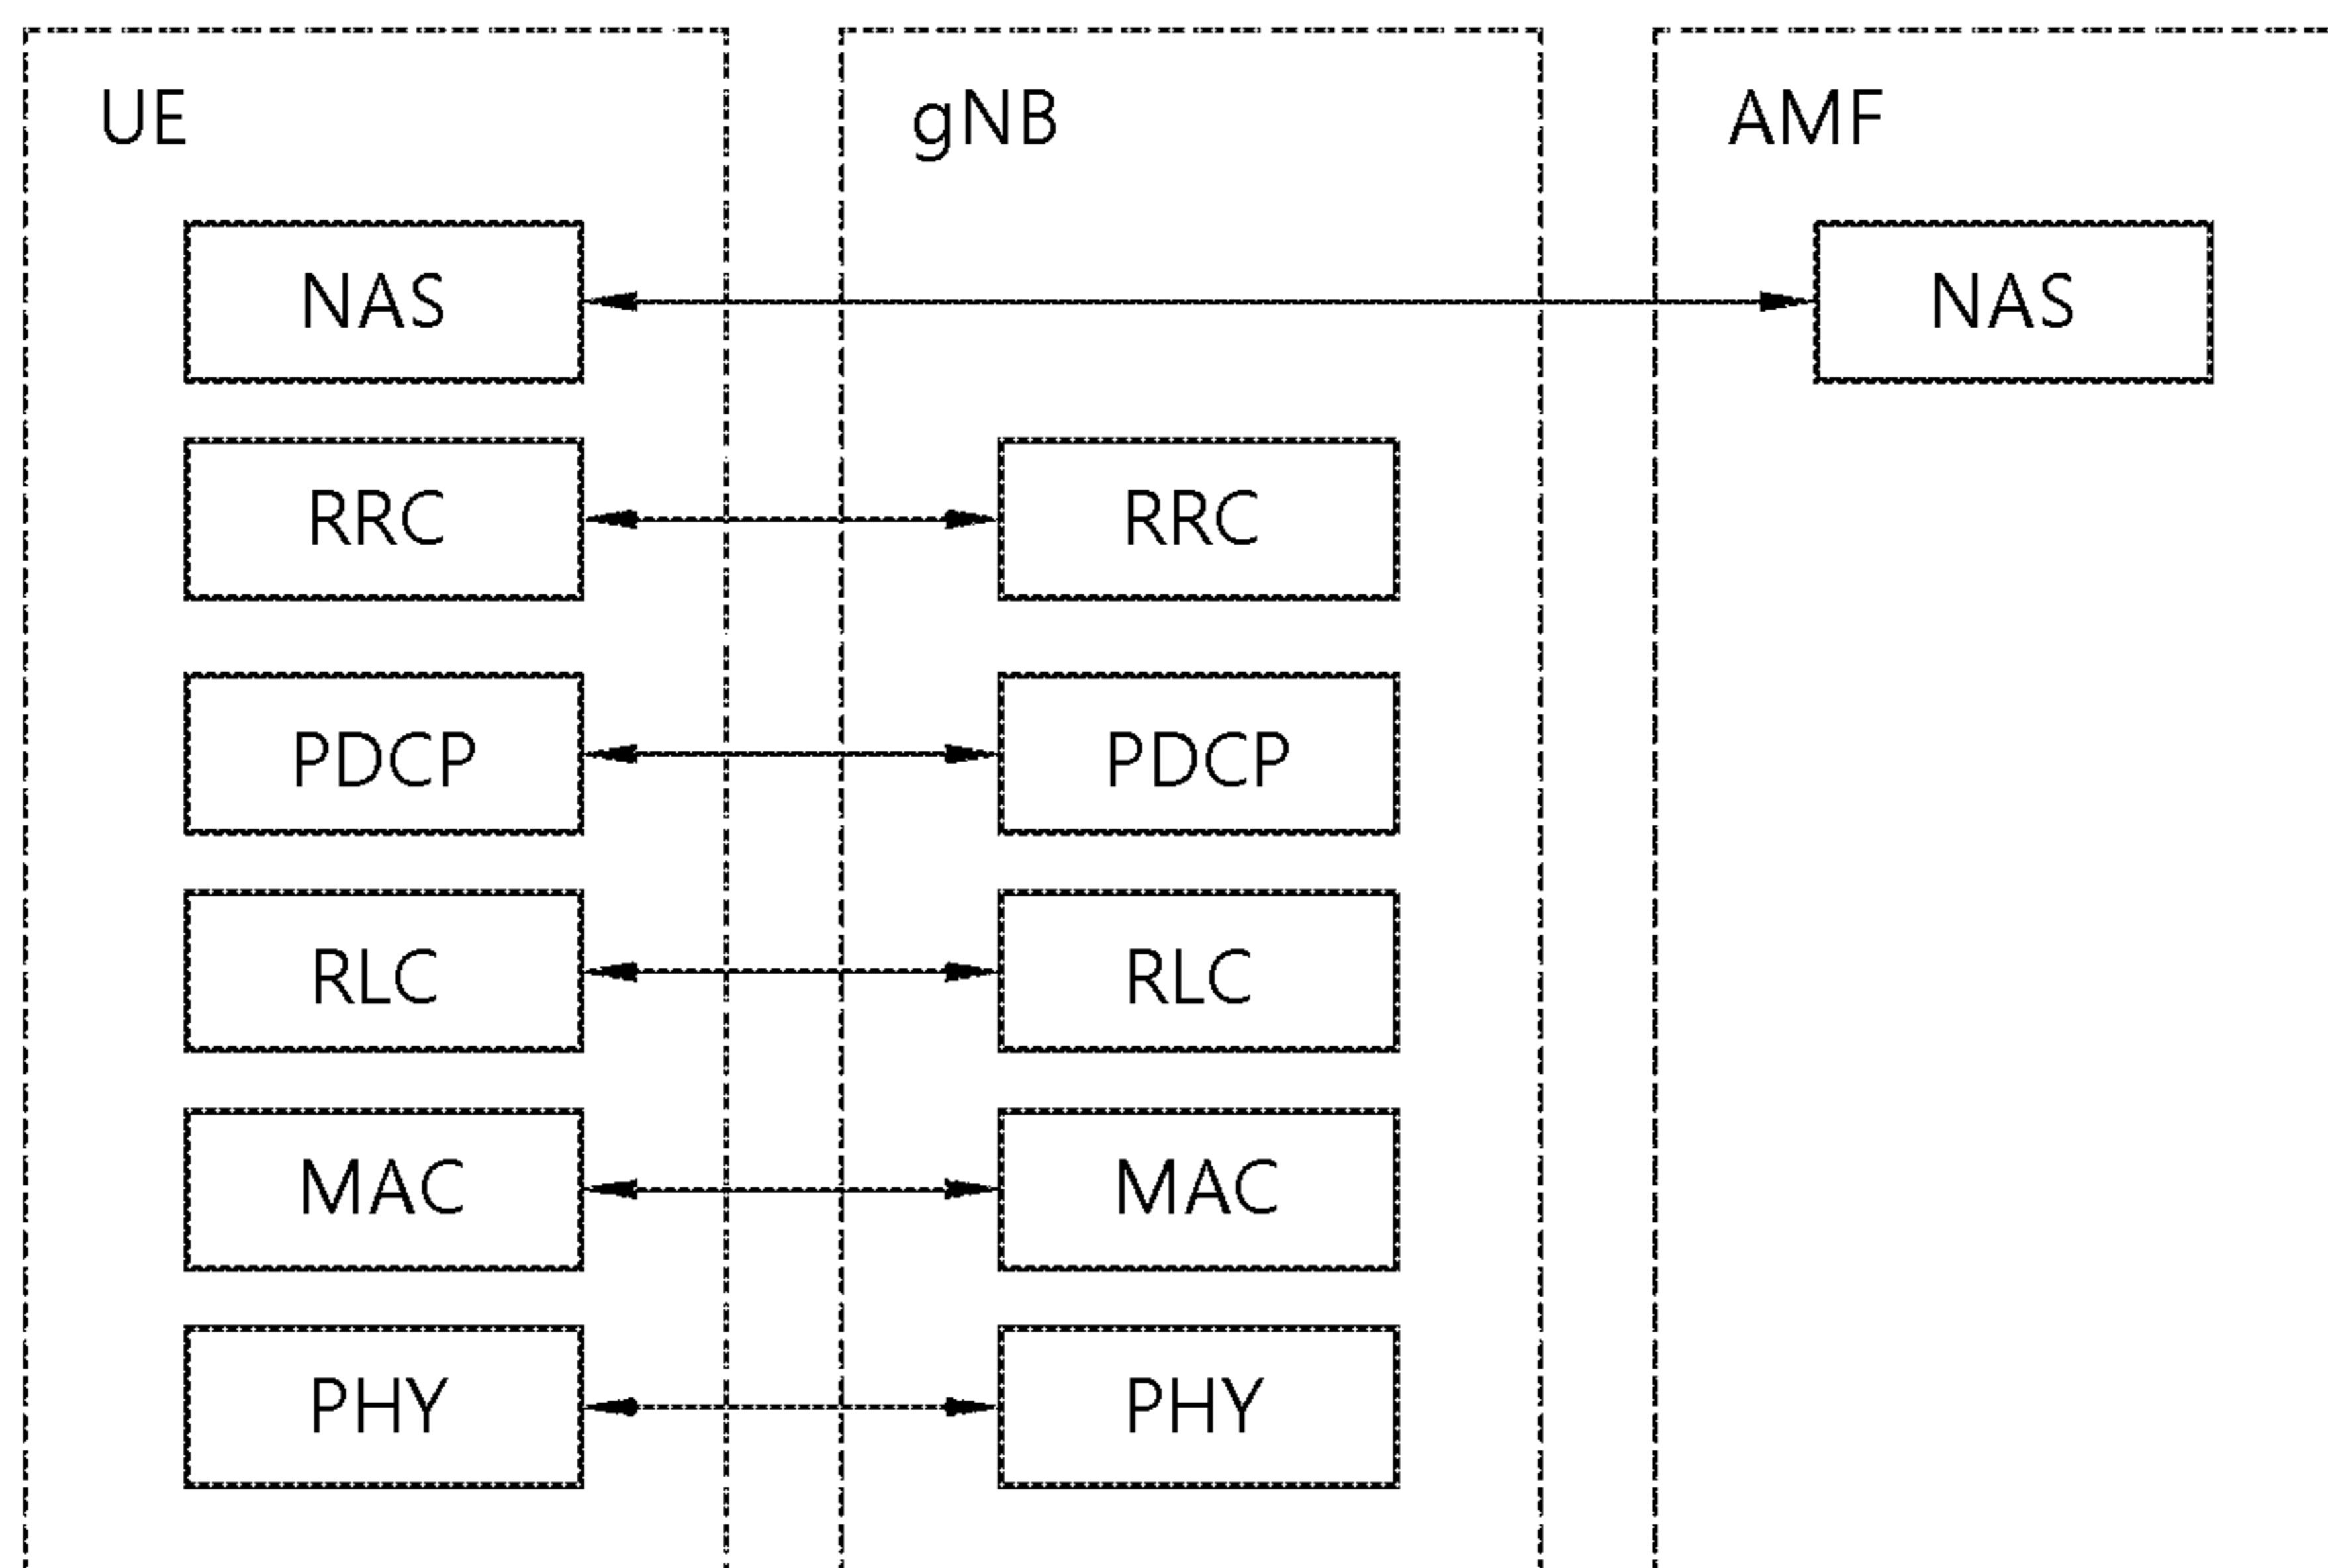 UE gNB AMF
NAS NAS
RRC RRC
PDCP PDCP
RLC RLC
MAC MAC
PHY PHY